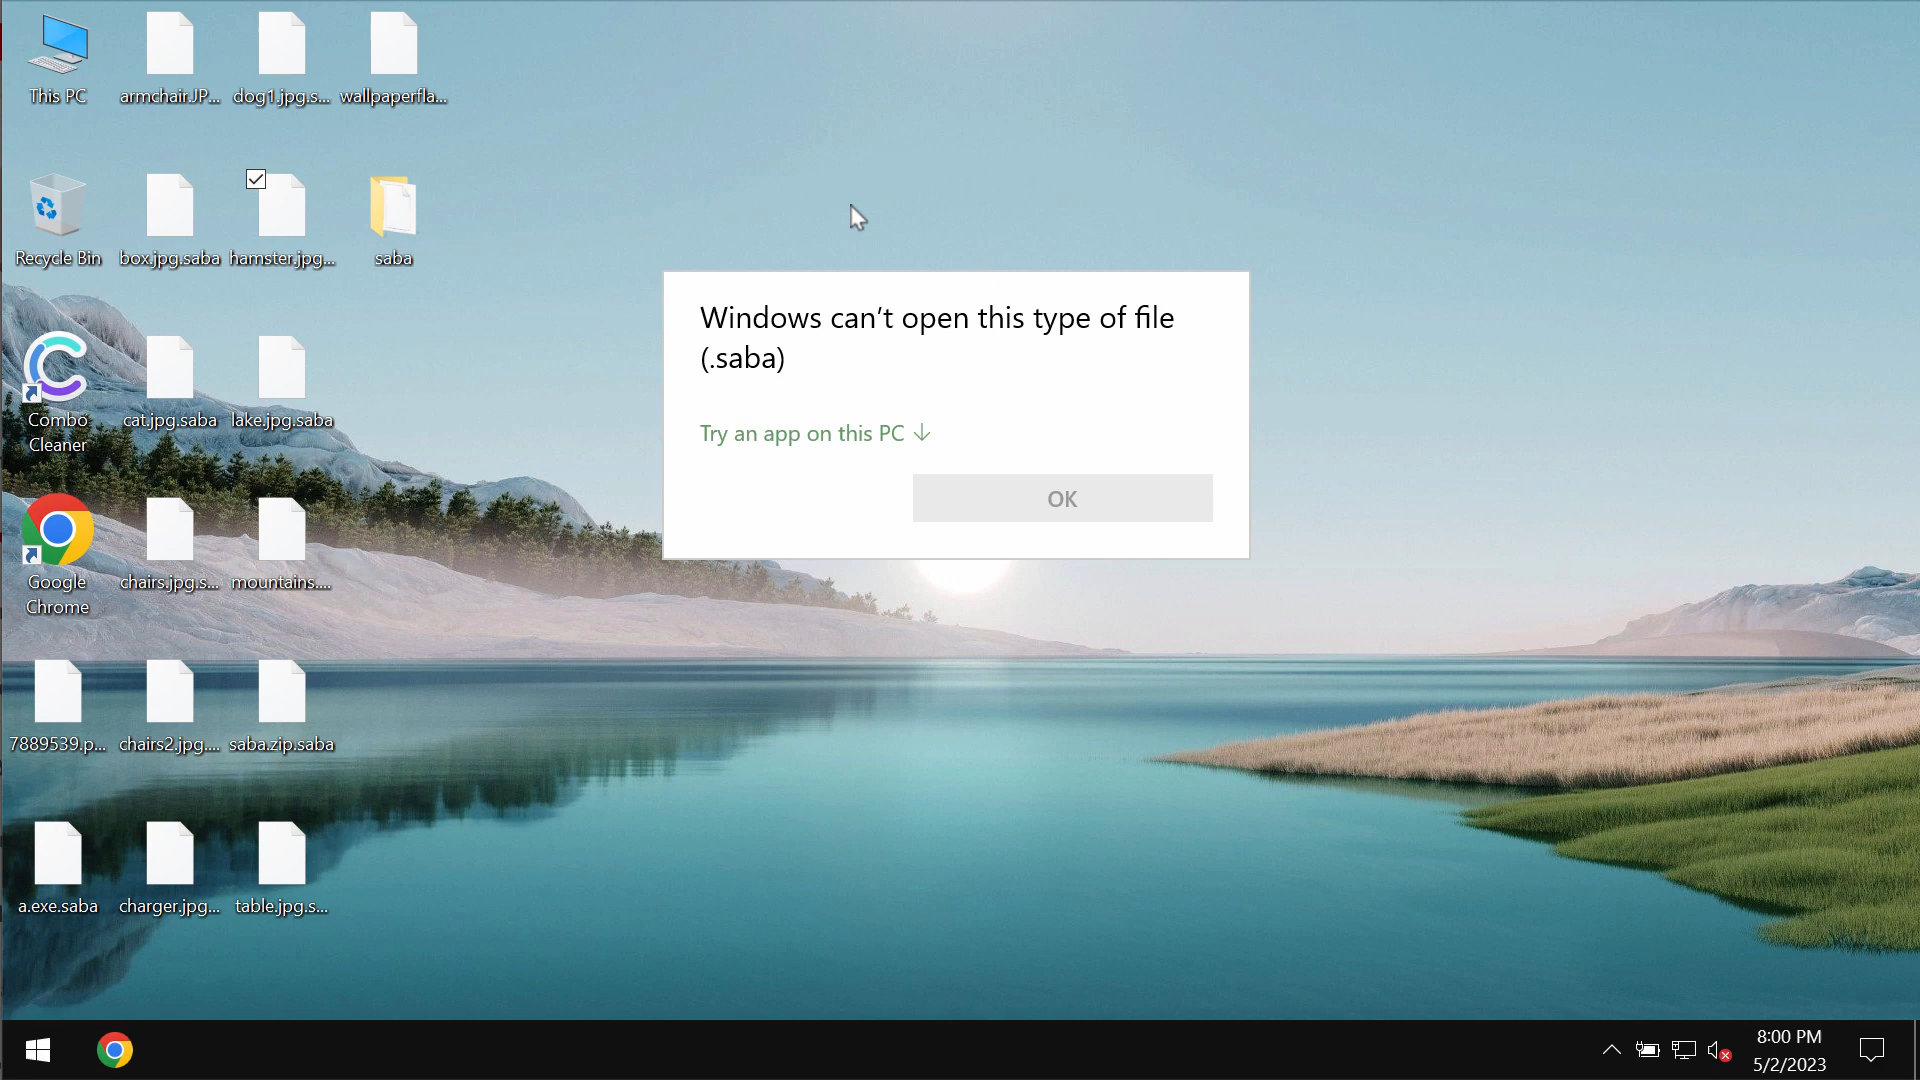 This PC
armchair.JP...
dog1.jpg.s...
wallpaperfla...
Recycle Bin
box.jpg.saba
hamster.jpg...
saba
Combo
Cleaner
cat.jpg.saba
lake.jpg.saba
Google
Chrome
chairs.jpg.s...
mountains....
7889539.p...
chairs2.jpg....
saba.zip.saba
a.exe.saba
charger.jpg...
table.jpg.s...
Windows can't open this type of file
(.saba)
Try an app on this PC
OK
8:00 PM
5/2/2023